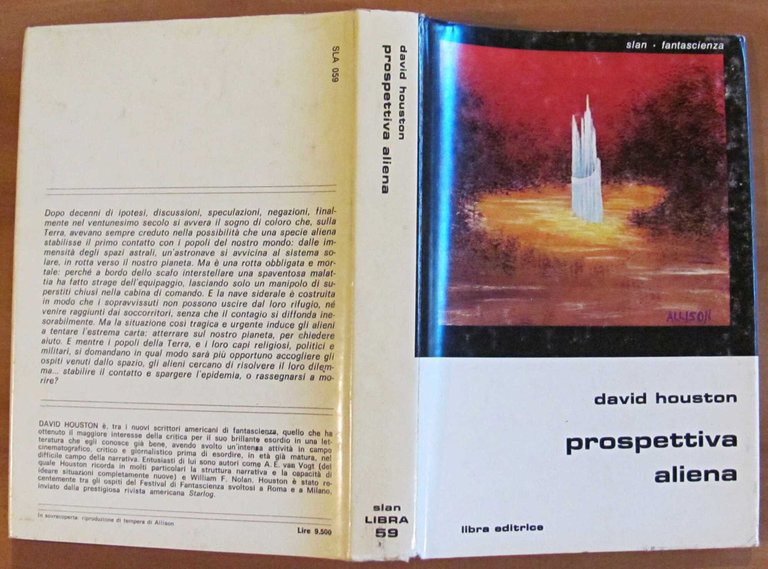 Dopo decenni di ipotesi, discussioni, speculazioni, negazioni, final-
mente nel ventunesimo secolo si avvera il sogno di coloro che, sulla
Terra, avevano sempre creduto nella possibilità che una specie aliena
stabilisse il primo contatto con i popoli del nostro mondo: dalle im-
mensità degli spazi astrali, un'astronave si avvicina al sistema so-
lare, in rotta verso il nostro pianeta. Ma è una rotta obbligata e mor-
tale: perché a bordo dello scafo interstellare una spaventosa malat-
tia ha fatto strage dell'equipaggio, lasciando solo un manipolo di su-
perstiti chiusi nella cabina di comando. E la nave siderale è costruita
in modo che i sopravvissuti non possono uscire dal loro rifugio, né
venire raggiunti dai soccorritori, senza che il contagio si diffonda ine-
sorabilmente. Ma la situazione così tragica e urgente induce gli alieni
a tentare l'estrema carta: atterrare sul nostro pianeta, per chiedere
aiuto. E mentre i popoli della Terra, e i loro capi religiosi, politici e
militari, si domandano in qual modo sarà più opportuno accogliere gli
ospiti venuti dallo spazio, gli alieni cercano di risolvere il loro dilem-
ma... stabilire il contatto e spargere l'epidemia, o rassegnarsi a mo-
rire?
DAVID HOUSTON è, tra i nuovi scrittori americani di fantascienza, quello che ha
ottenuto il maggiore interesse della critica per il suo brillante esordio in una let-
teratura che egli conosce già bene, avendo svolto un'intensa attività in campo
cinematografico, critico e giornalistico prima di esordire, in età già matura, nel
difficile campo della narrativa. Entusiasti di lui sono autori come A. E. van Vogt (del
quale Houston ricorda in molti particolari la struttura narrativa e la capacità di
ideare situazioni completamente nuove) e William F. Nolan. Houston è stato re-
centemente tra gli ospiti del Festival di Fantascienza svoltosi a Roma e a Milano,
inviato dalla prestigiosa rivista americana Starlog.
In sovracoperta: riproduzione di tempera di Allison
Lire 9.500
SLA 059
david houston
prospettiva aliena
slan
LIBRA
59
slan · fantascienza
ALLISON
david houston
prospettiva
aliena
libra editrice